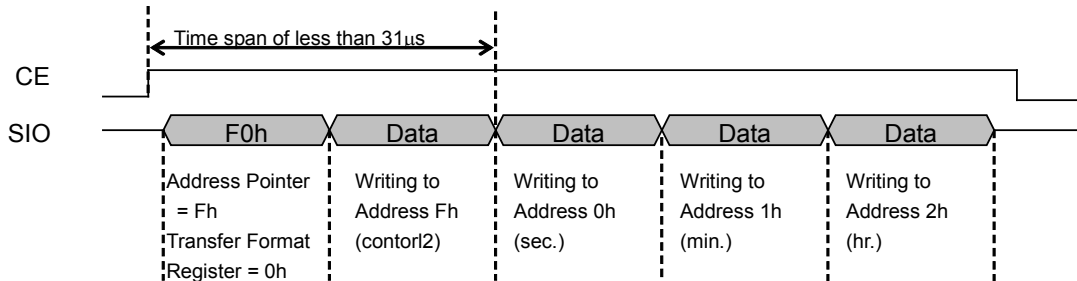 Time span of less than 31μs
CE
SIO
F0h
Data
Data
Data
Data
Address Pointer
= Fh
Transfer Format
Register = 0h
Writing to
Address Fh
(contorl2)
Writing to
Address 0h
(sec.)
Writing to
Address 1h
(min.)
Writing to
Address 2h
(hr.)